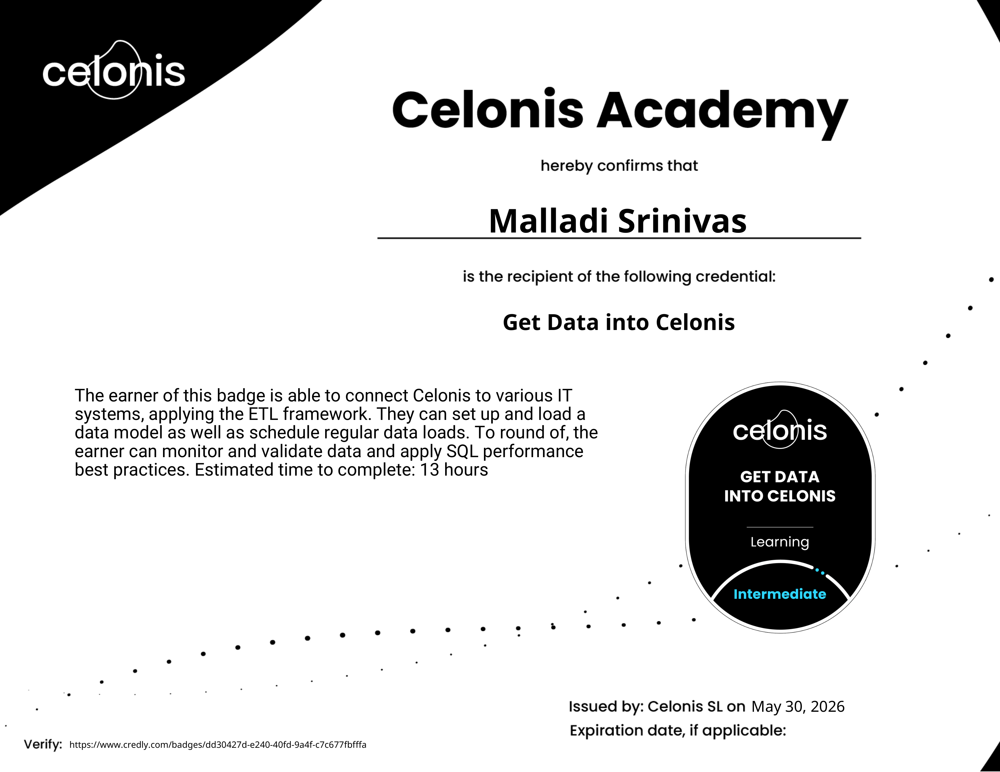 celonis
Celonis Academy
hereby confirms that
Malladi Srinivas
is the recipient of the following credential:
Get Data into Celonis
The earner of this badge is able to connect Celonis to various IT
systems, applying the ETL framework. They can set up and load a
data model as well as schedule regular data loads. To round of, the
earner can monitor and validate data and apply SQL performance
best practices. Estimated time to complete: 13 hours
celonis
GET DATA
INTO CELONIS
Learning
Intermediate
Issued by: Celonis SL on May 30, 2026
Expiration date, if applicable:
Verify: https://www.credly.com/badges/dd30427d-e240-40fd-9a4f-c7c677fbfffa